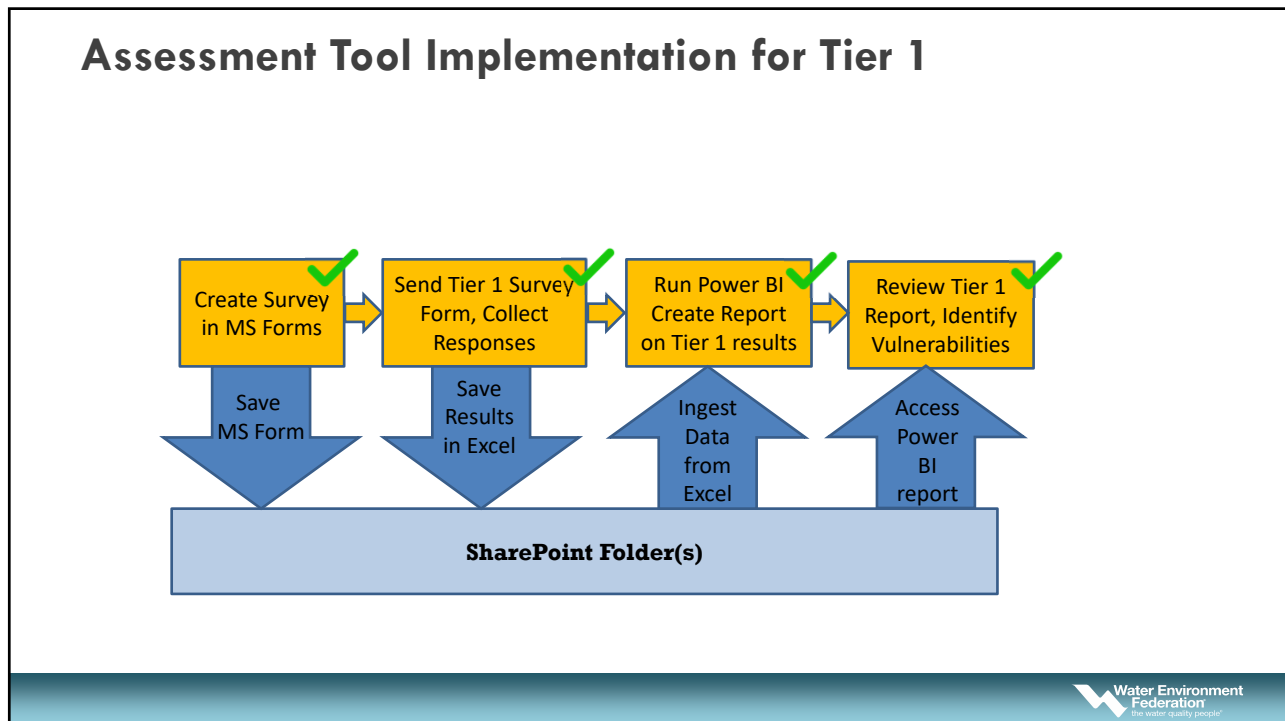 Assessment Tool Implementation for Tier 1
Create Survey
in MS Forms
Send Tier 1 Survey
Form, Collect
Responses
Run Power BI
Create Report
on Tier 1 results
Review Tier 1
Report, Identify
Vulnerabilities
Save
MS Form
Save
Results
in Excel
Ingest
Data
from
Excel
Access
Power
BI
report
SharePoint Folder(s)
Water Environment
Federation
the water quality people®